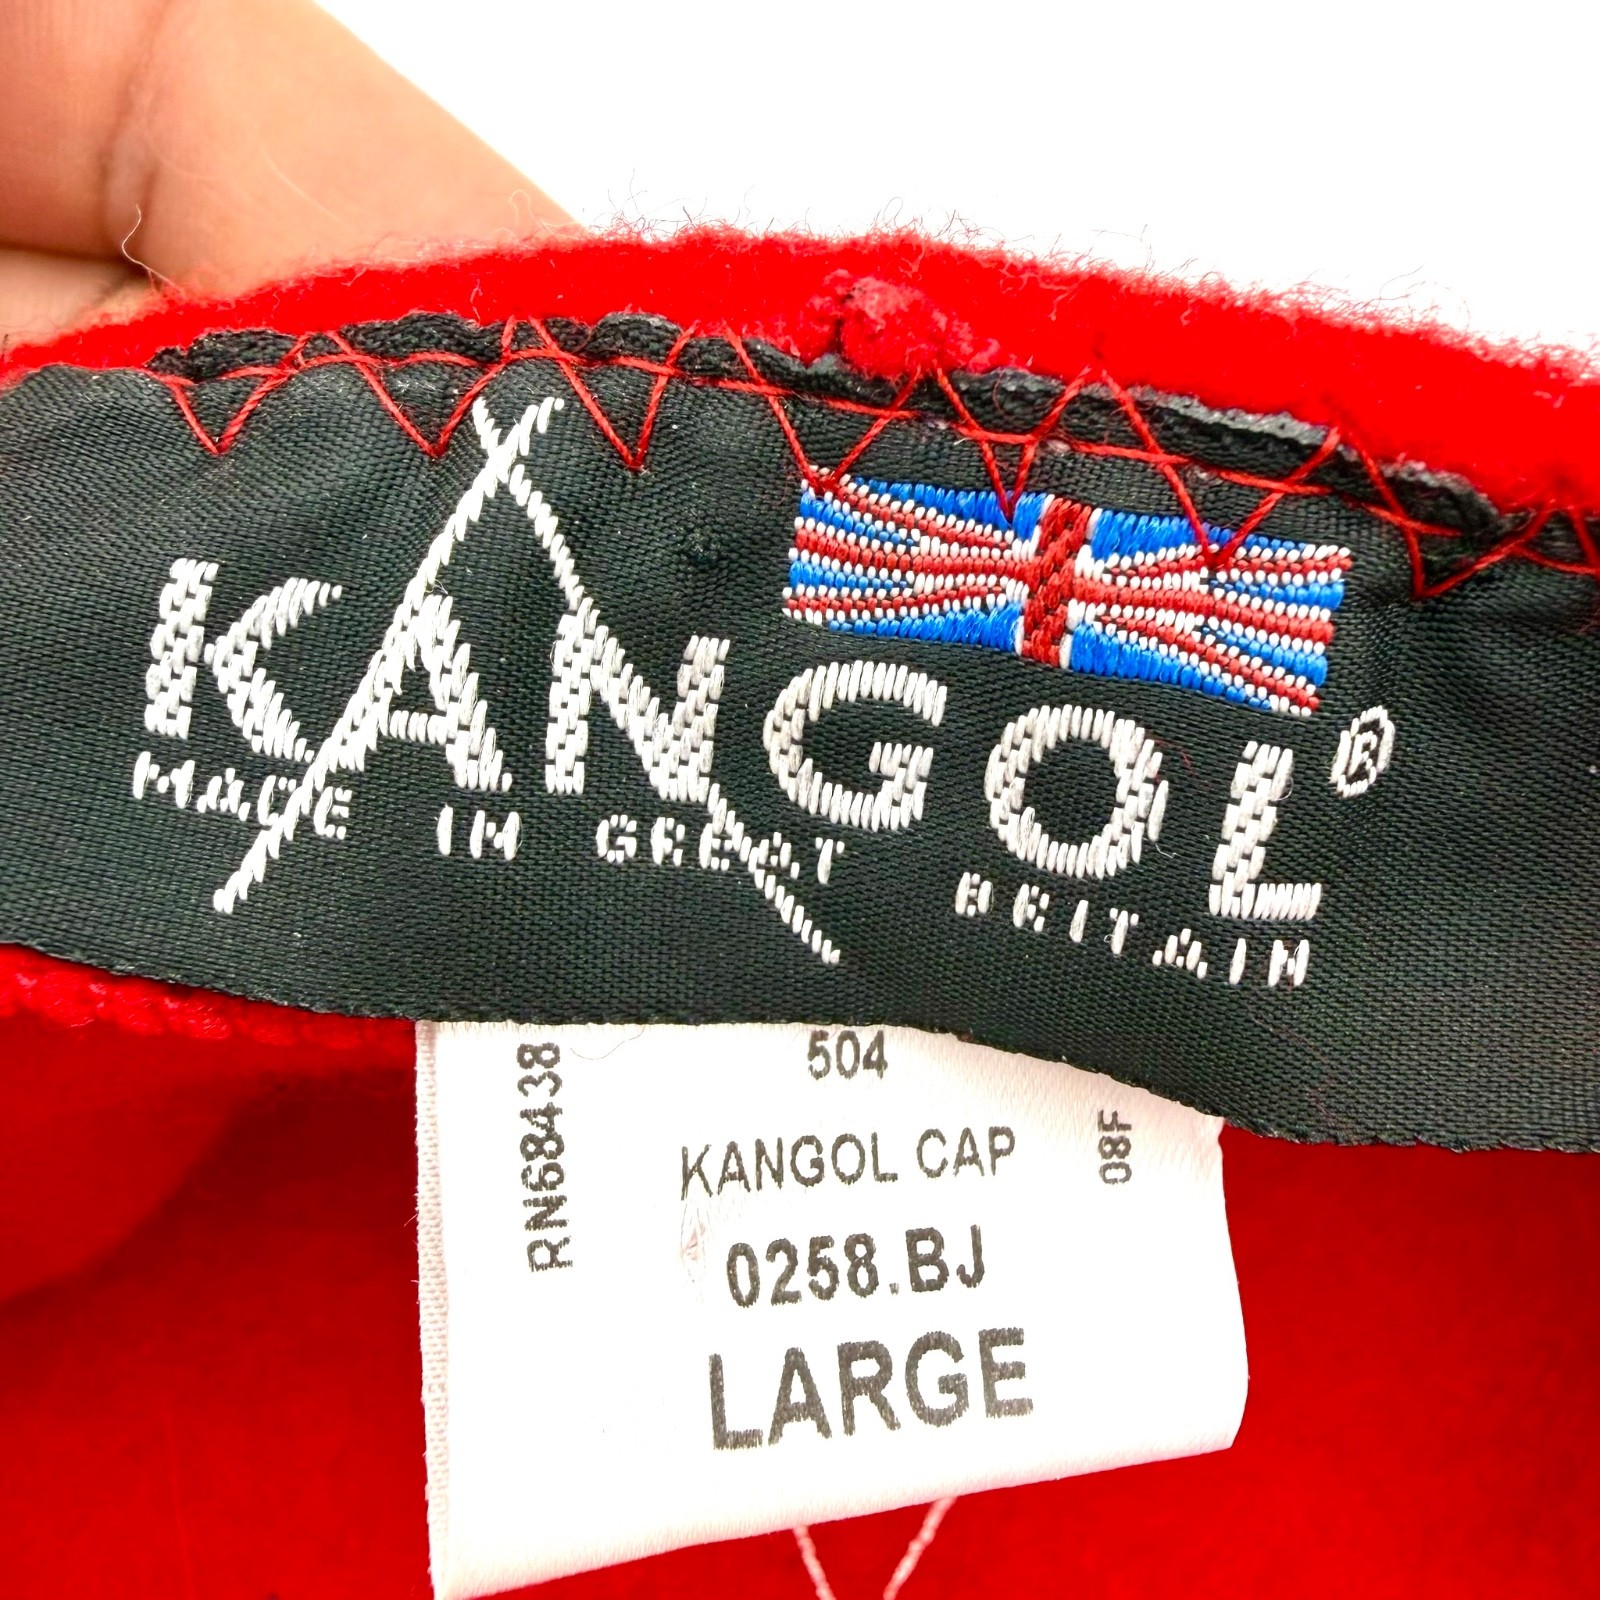 KANGOL®
MADE IN GREAT BRITAIN
RN68438
504
08F
KANGOL CAP
0258.BJ
LARGE